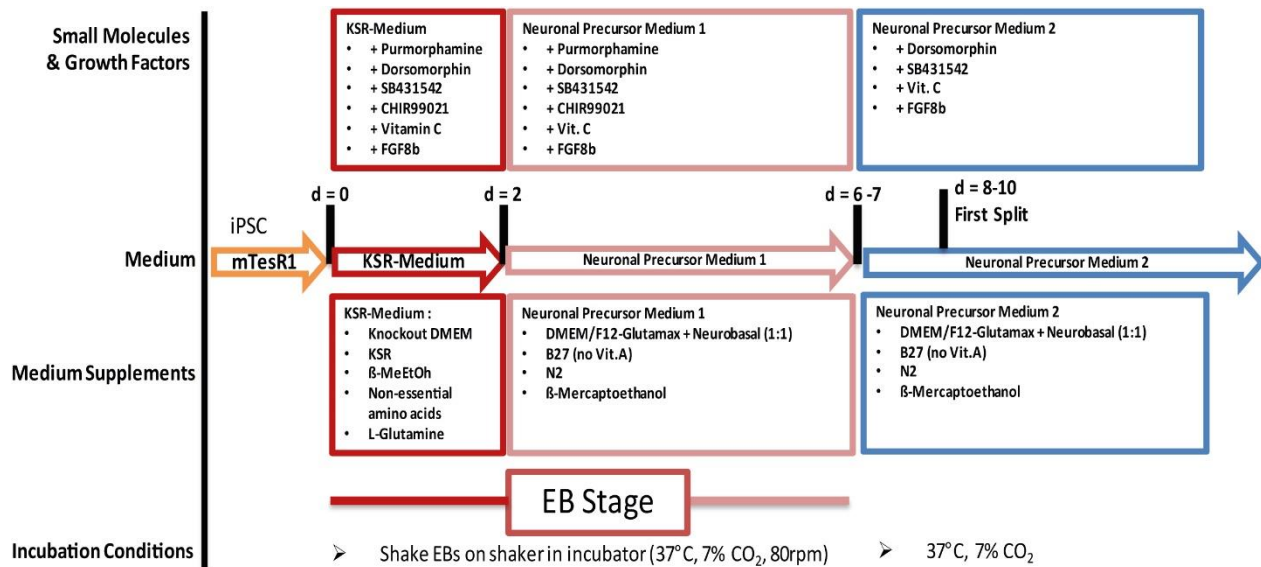 Small Molecules
& Growth Factors
KSR-Medium
• + Purmorphamine
• + Dorsomorphin
• + SB431542
• + CHIR99021
• + Vitamin C
• + FGF8b
Neuronal Precursor Medium 1
• + Purmorphamine
• + Dorsomorphin
• + SB431542
• + CHIR99021
• + Vit. C
• + FGF8b
Neuronal Precursor Medium 2
• + Dorsomorphin
• + SB431542
• + Vit. C
• + FGF8b
d = 0
d = 2
d = 6 -7
d = 8-10
First Split
iPSC
Medium
mTesR1
KSR-Medium
Neuronal Precursor Medium 1
Neuronal Precursor Medium 2
Medium Supplements
KSR-Medium :
• Knockout DMEM
• KSR
• ß-MeEtOh
• Non-essential
amino acids
• L-Glutamine
Neuronal Precursor Medium 1
• DMEM/F12-Glutamax + Neurobasal (1:1)
• B27 (no Vit.A)
• N2
• ß-Mercaptoethanol
Neuronal Precursor Medium 2
• DMEM/F12-Glutamax + Neurobasal (1:1)
• B27 (no Vit.A)
• N2
• ß-Mercaptoethanol
EB Stage
Incubation Conditions
➢ Shake EBs on shaker in incubator (37°C, 7% CO₂, 80rpm)
➢ 37°C, 7% CO₂